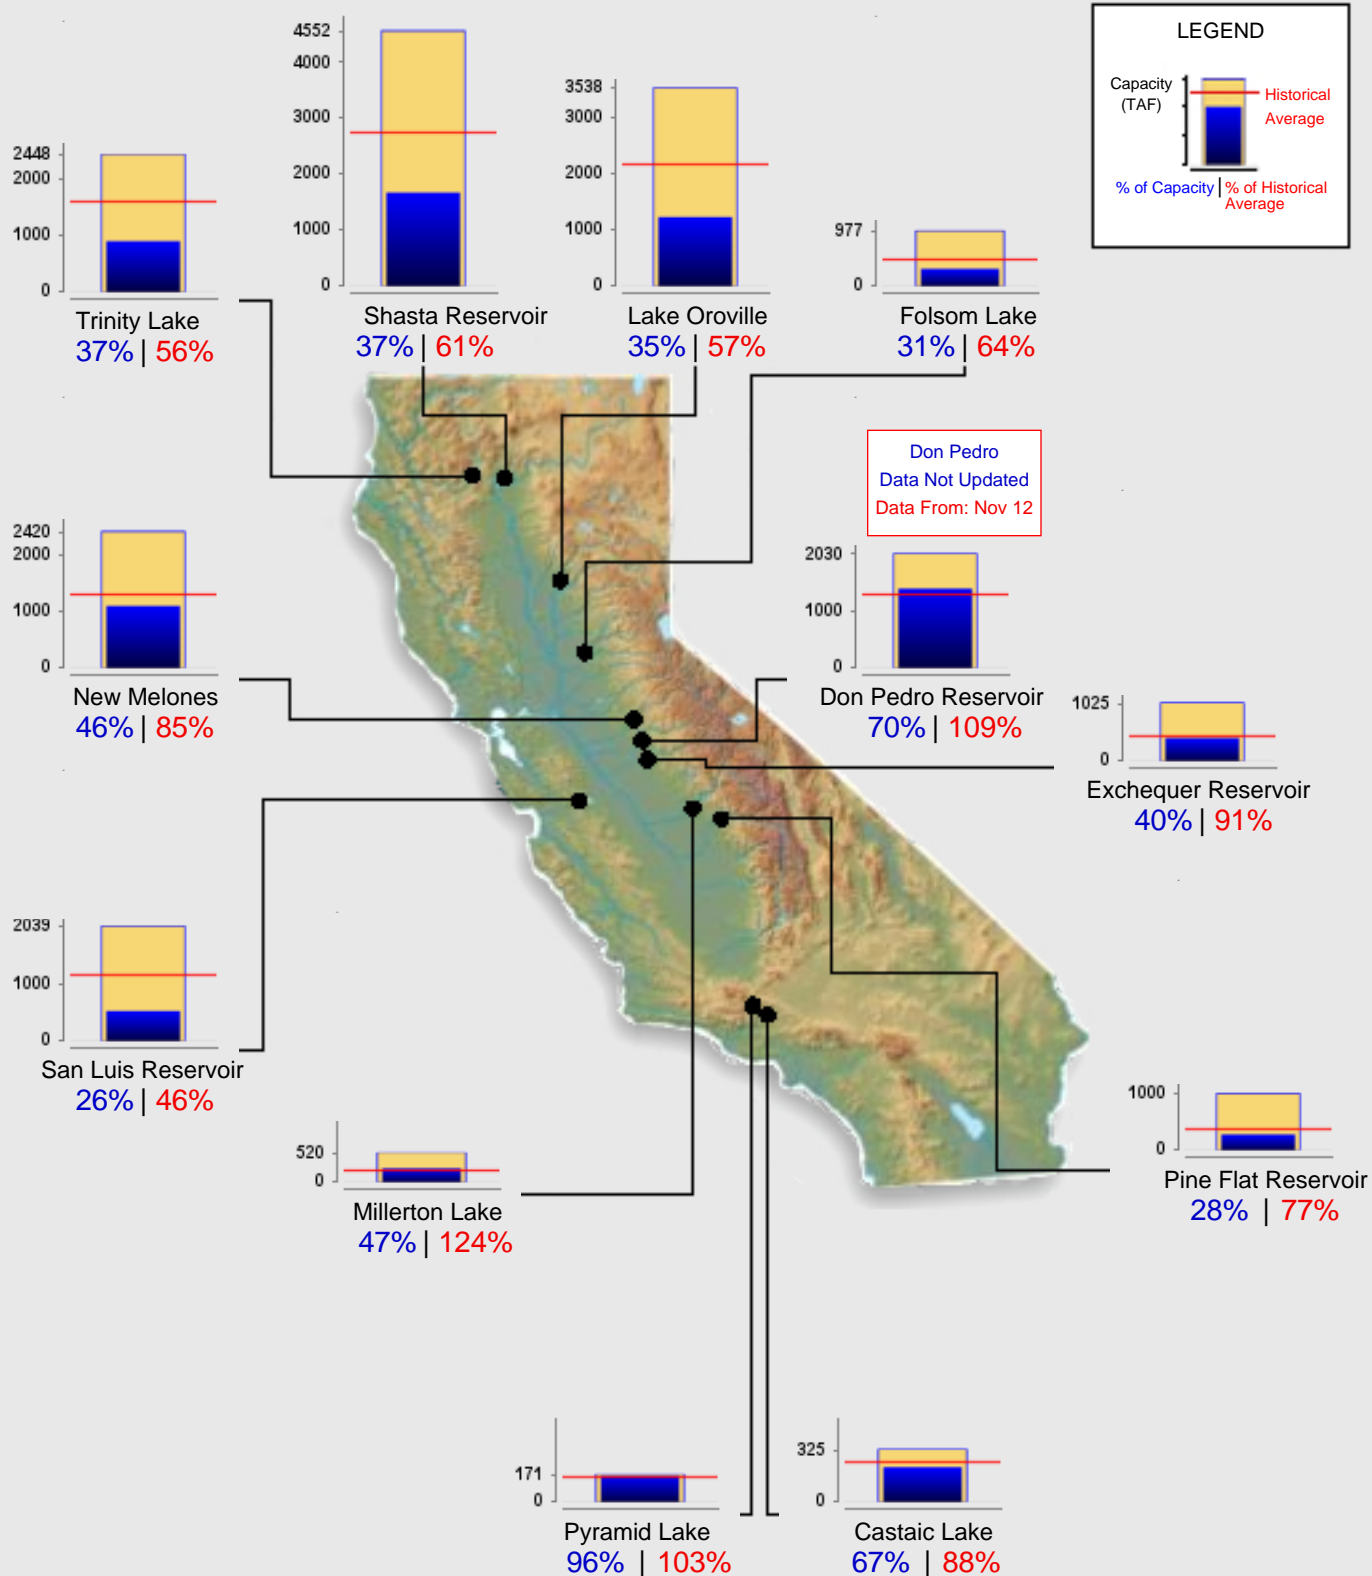 LEGEND
Capacity
(TAF)
Historical
Average
% of Capacity | % of Historical
Average
2448
2000
1000
0
Trinity Lake
37% | 56%
4552
4000
3000
2000
1000
0
Shasta Reservoir
37% | 61%
3538
3000
2000
1000
0
Lake Oroville
35% | 57%
977
0
Folsom Lake
31% | 64%
Don Pedro
Data Not Updated
Data From: Nov 12
2420
2000
1000
0
New Melones
46% | 85%
2030
1000
0
Don Pedro Reservoir
70% | 109%
1025
0
Exchequer Reservoir
40% | 91%
2039
1000
0
San Luis Reservoir
26% | 46%
520
0
Millerton Lake
47% | 124%
1000
0
Pine Flat Reservoir
28% | 77%
171
0
Pyramid Lake
96% | 103%
325
0
Castaic Lake
67% | 88%